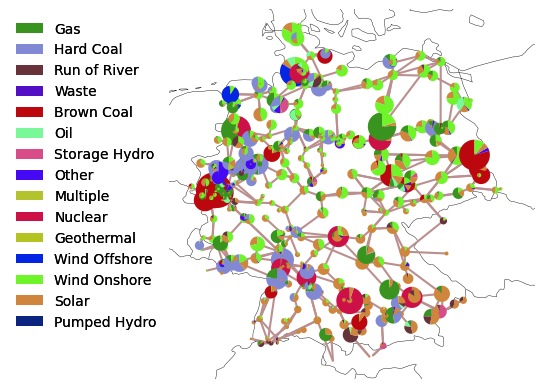 Gas
Hard Coal
Run of River
Waste
Brown Coal
Oil
Storage Hydro
Other
Multiple
Nuclear
Geothermal
Wind Offshore
Wind Onshore
Solar
Pumped Hydro